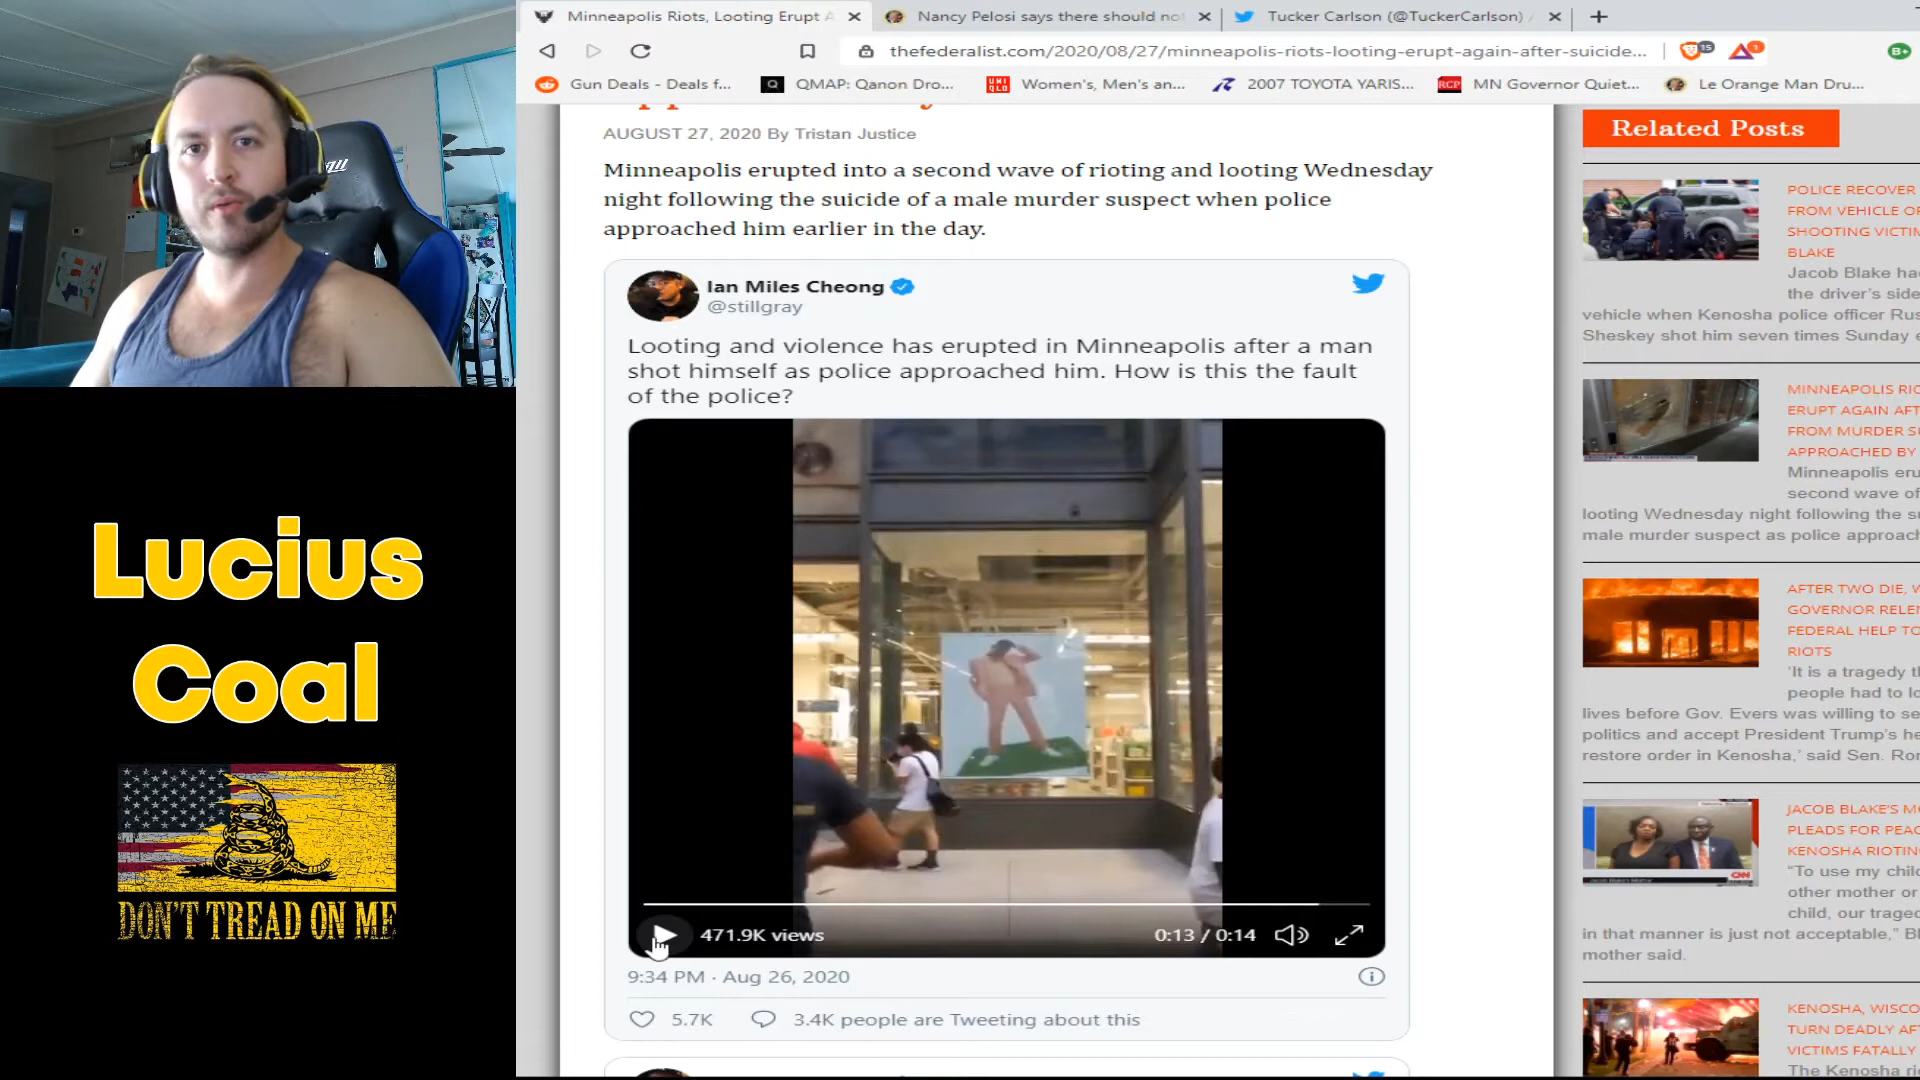 Minneapolis Riots, Looting Erupt A
Nancy Pelosi says there should no
Tucker Carlson (@TuckerCarlson) /
thefederalist.com/2020/08/27/minneapolis-riots-looting-erupt-again-after-suicide...
15
1
B+
Gun Deals - Deals f...
Q
QMAP: Qanon Dro...
UNI
QLO
Women's, Men's an...
2007 TOYOTA YARIS...
RCP
MN Governor Quiet...
Le Orange Man Dru...
AUGUST 27, 2020 By Tristan Justice
Minneapolis erupted into a second wave of rioting and looting Wednesday
night following the suicide of a male murder suspect when police
approached him earlier in the day.
Ian Miles Cheong
@stillgray
Looting and violence has erupted in Minneapolis after a man
shot himself as police approached him. How is this the fault
of the police?
471.9K views
0:13 / 0:14
9:34 PM · Aug 26, 2020
5.7K
3.4K people are Tweeting about this
Related Posts
POLICE RECOVER
FROM VEHICLE O
SHOOTING VICTI
BLAKE
Jacob Blake ha
the driver's side
vehicle when Kenosha police officer Rus
Sheskey shot him seven times Sunday e
MINNEAPOLIS RIO
ERUPT AGAIN AFT
FROM MURDER S
APPROACHED BY
Minneapolis eru
second wave of
looting Wednesday night following the s
male murder suspect as police approach
AFTER TWO DIE, W
GOVERNOR RELEN
FEDERAL HELP TO
RIOTS
'It is a tragedy th
people had to lo
lives before Gov. Evers was willing to se
politics and accept President Trump's he
restore order in Kenosha,' said Sen. Ro
JACOB BLAKE'S M
PLEADS FOR PEAC
KENOSHA RIOTIN
"To use my chil
other mother or
child, our trage
in that manner is just not acceptable," Bl
mother said.
CNN
KENOSHA, WISCO
TURN DEADLY AF
VICTIMS FATALLY
The Kenosha ri
Lucius
Coal
DON'T TREAD ON ME